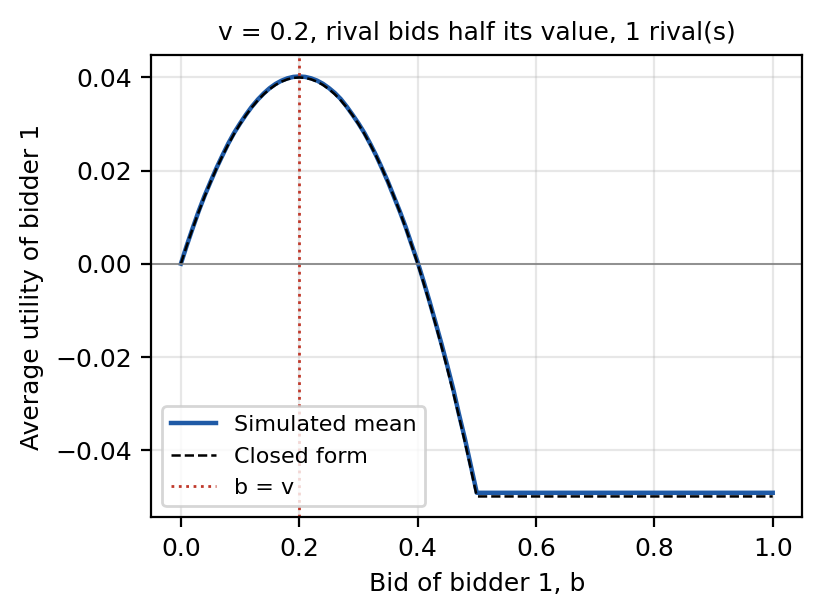 v = 0.2, rival bids half its value, 1 rival(s)
Average utility of bidder 1
0.04
0.02
0.00
−0.02
−0.04
Simulated mean
Closed form
b = v
0.0 0.2 0.4 0.6 0.8 1.0
Bid of bidder 1, b